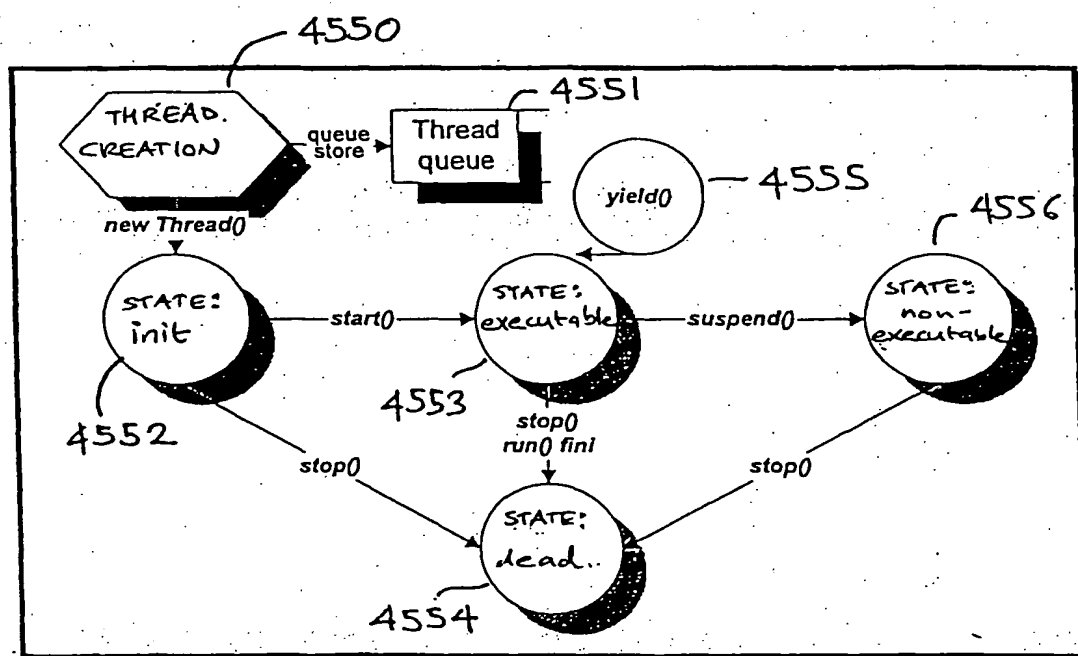 4550
THREAD.
CREATION
queue
store
4551
Thread
queue
yield()
4555
4556
new Thread()
STATE:
init
start()
STATE:
executable
suspend()
STATE:
non-
executable
4552
4553
stop()
run() fini
stop()
stop()
STATE:
dead..
4554